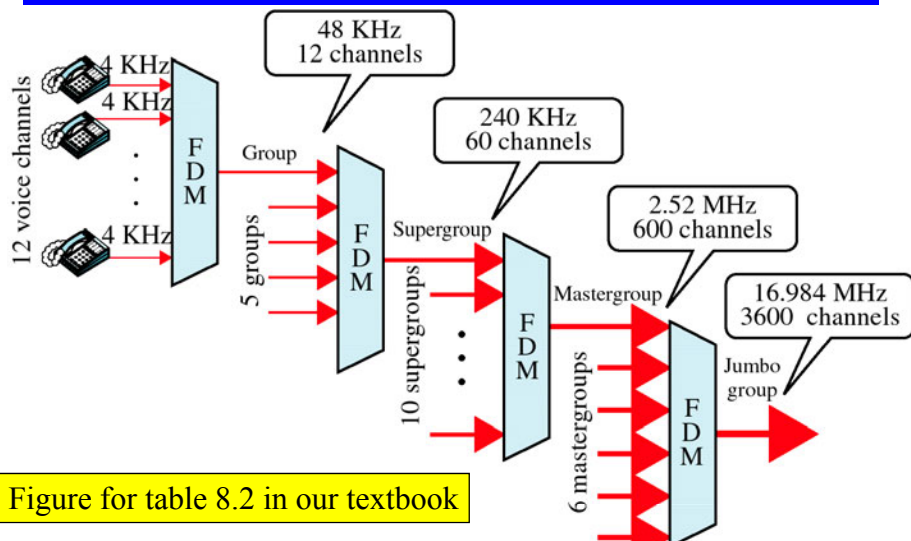 12 voice channels
4 KHz
4 KHz
4 KHz
F
D
M
Group
48 KHz
12 channels
5 groups
F
D
M
Supergroup
240 KHz
60 channels
10 supergroups
F
D
M
Mastergroup
2.52 MHz
600 channels
6 mastergroups
F
D
M
Jumbo
group
16.984 MHz
3600 channels
Figure for table 8.2 in our textbook